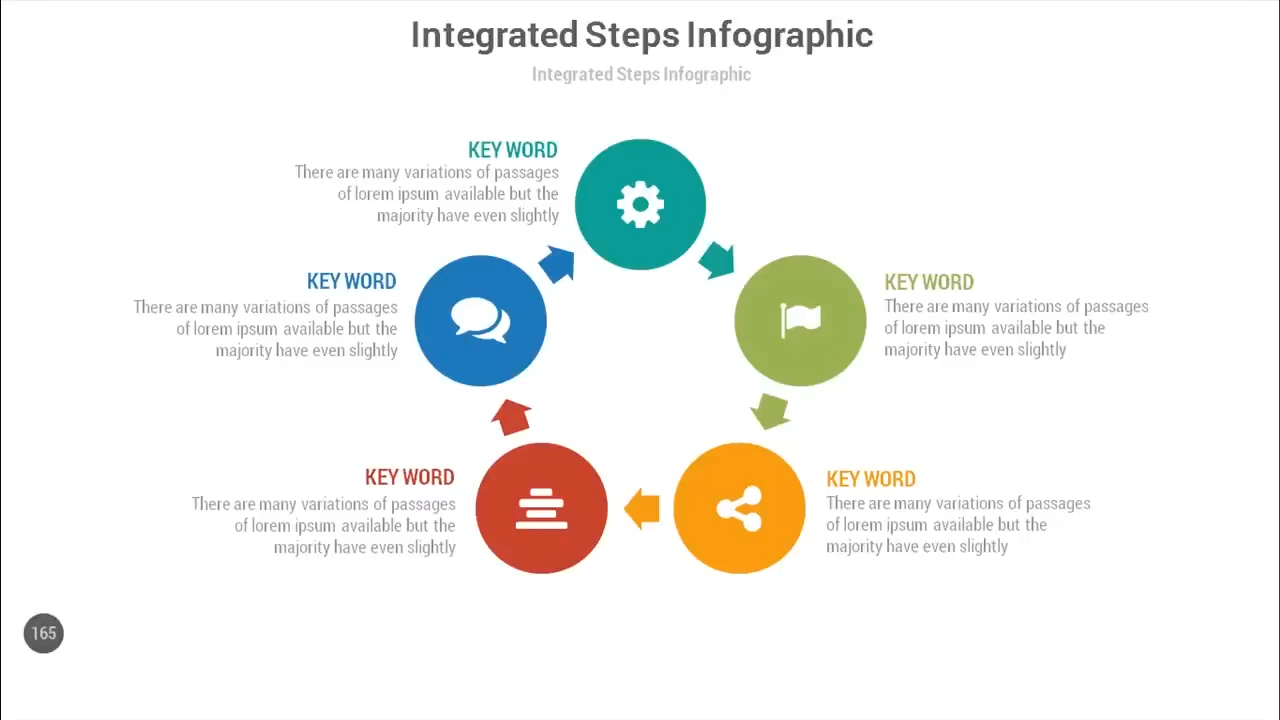 Integrated Steps Infographic
Integrated Steps Infographic
KEY WORD
There are many variations of passages
of lorem ipsum available but the
majority have even slightly
KEY WORD
There are many variations of passages
of lorem ipsum available but the
majority have even slightly
KEY WORD
There are many variations of passages
of lorem ipsum available but the
majority have even slightly
KEY WORD
There are many variations of passages
of lorem ipsum available but the
majority have even slightly
KEY WORD
There are many variations of passages
of lorem ipsum available but the
majority have even slightly
165